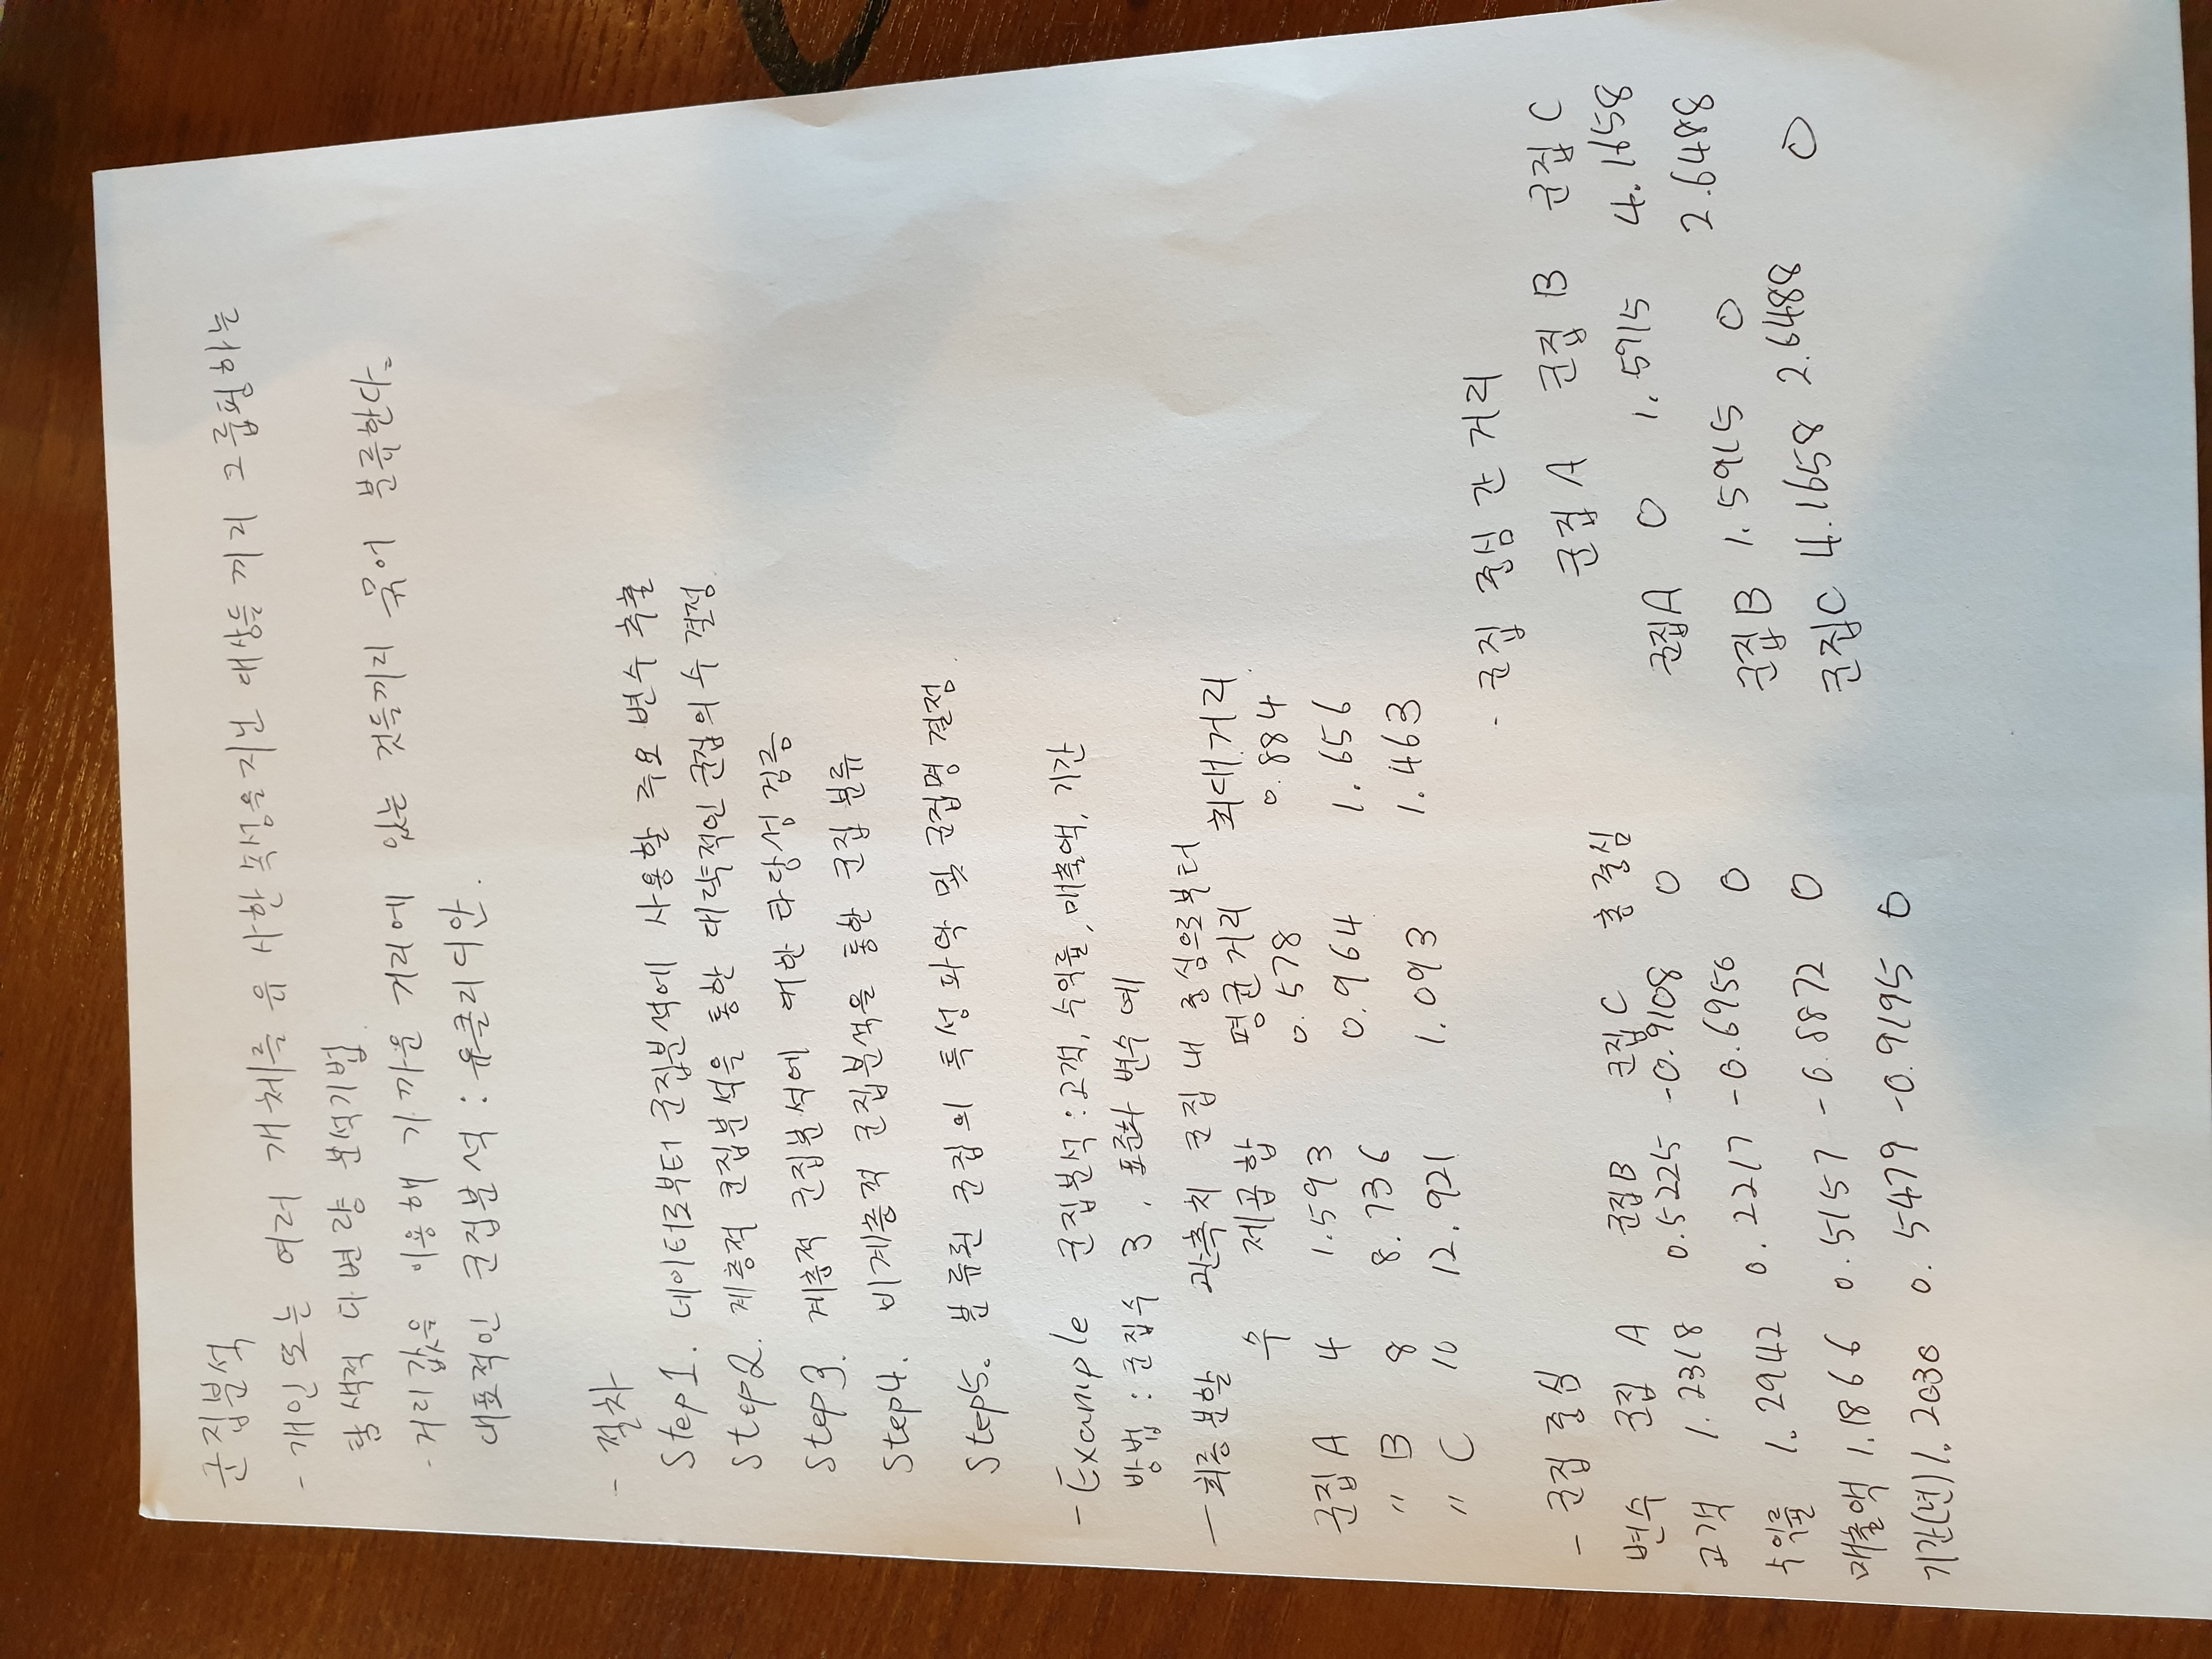 군집분석
- 개인 또는 여러 개체를 유사한 속성을 지닌 대상들 끼리 그룹핑하는
탐색적 다변량 분석기법.
- 거리값을 이용해 가까운 거리에 있는 것들끼리 묶어 분류한다.
대표적인 군집분석 : 유클리디안.
- 절차
Step1. 데이터로부터 군집분석에 사용할 주요 변수 추출
Step2. 계층적 군집분석을 통한 대략적인 군집의 수 결정
Step3. 계층적 군집분석에 대한 타당성 검증
Step4. 비계층적 군집분석을 통한 군집 분류
Step5. 분류된 군집의 특성 파악 및 군집명 결정.
- Example 군집분석 : 고객, 수익률, 매출액, 기간
방법 : 군집수 3, 표준화 변수 예
- 최종분할 관측치 군집 내 중심으로부터
수 제곱합 평균거리 최대거리
군집A 4 1.593 0.578 0.884
〃 B 8 8.736 0.964 1.656
〃 C 10 12.921 1.093 1.463
- 군집 중심
변수 군집 A 군집B 군집C 총 중심
고객 1.2318 0.5225 -0.9108 0
수익률 1.2942 0.2217 -0.6950 0
매출액 1.1866 0.5157 -0.8872 0
기간(년) 1.2030 0.5479 -0.9195 0
- 군집 중심 간 거리
군집 A 군집 B 군집 C
군집A 0 1.5915 4.1658
군집B 1.5915 0 2.6488
군집C 4.1658 2.6488 0